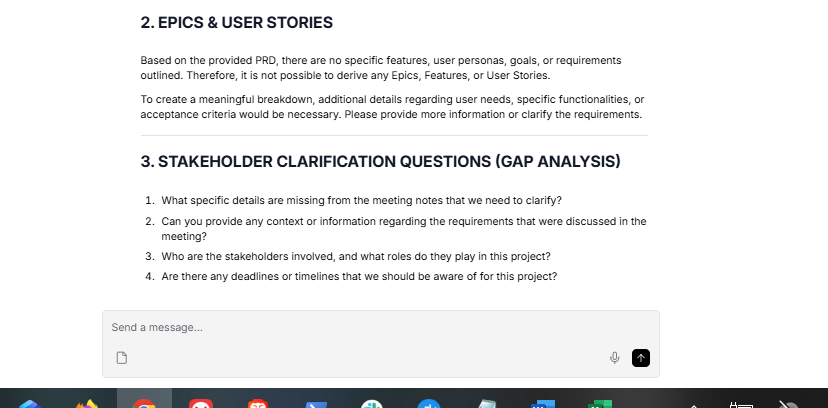 2. EPICS & USER STORIES
Based on the provided PRD, there are no specific features, user personas, goals, or requirements
outlined. Therefore, it is not possible to derive any Epics, Features, or User Stories.
To create a meaningful breakdown, additional details regarding user needs, specific functionalities, or
acceptance criteria would be necessary. Please provide more information or clarify the requirements.
3. STAKEHOLDER CLARIFICATION QUESTIONS (GAP ANALYSIS)
1. What specific details are missing from the meeting notes that we need to clarify?
2. Can you provide any context or information regarding the requirements that were discussed in the
meeting?
3. Who are the stakeholders involved, and what roles do they play in this project?
4. Are there any deadlines or timelines that we should be aware of for this project?
Send a message...